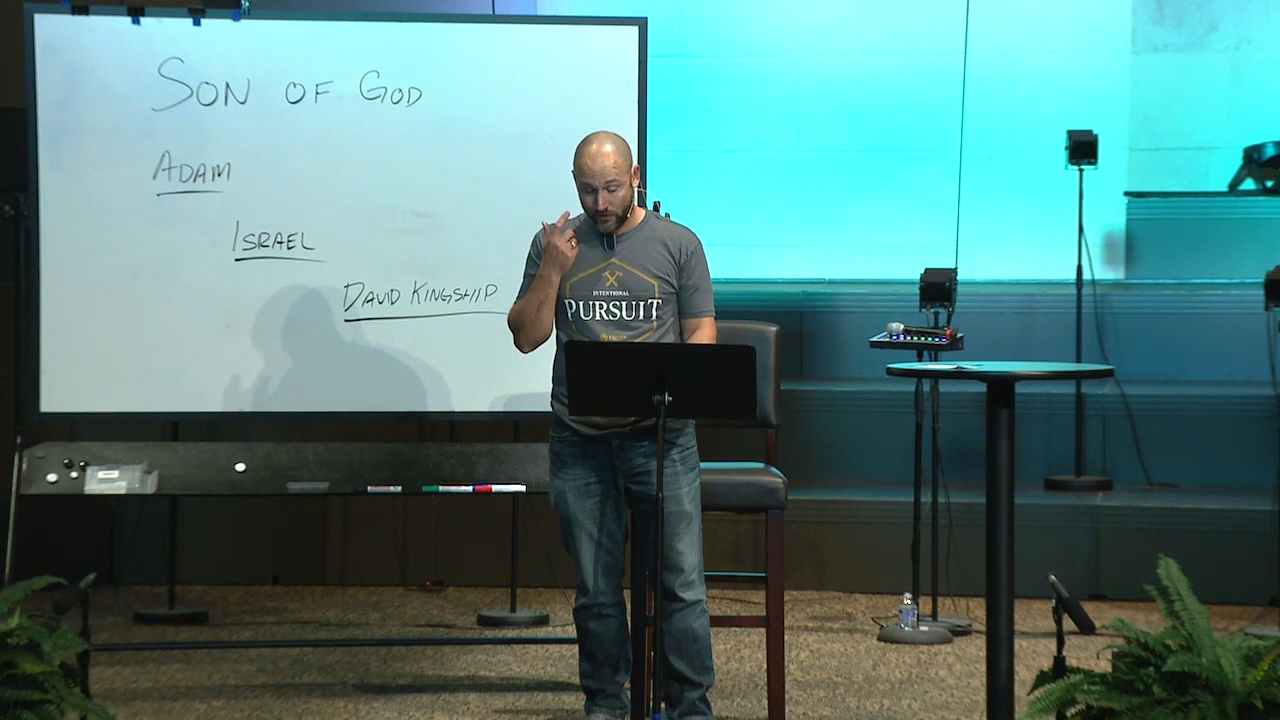 SON OF GOD
ADAM
ISRAEL
DAVID KINGSHIP
INTENTIONAL
PURSUIT